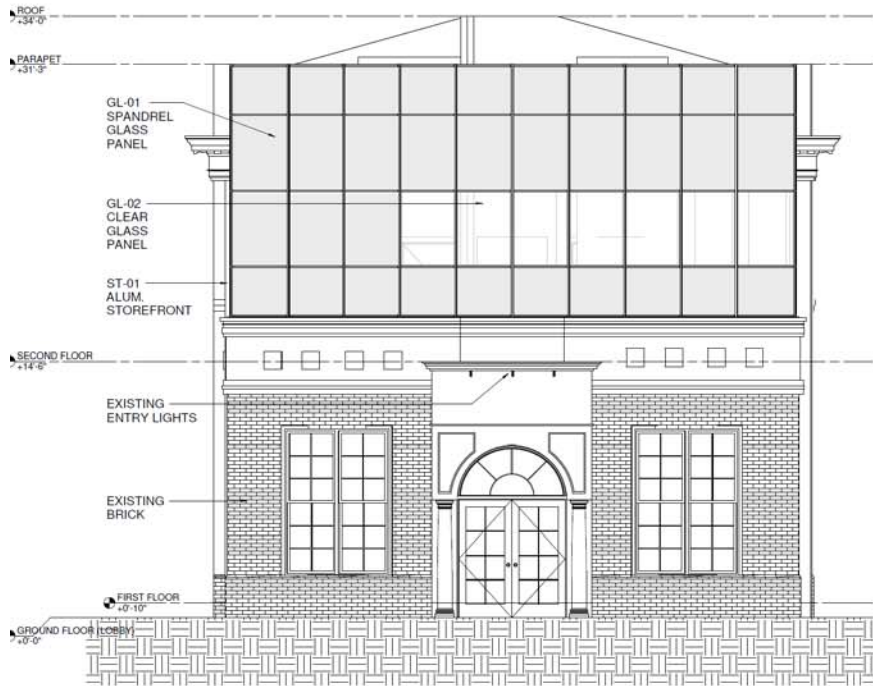 ROOF
+34'-0"
PARAPET
+31'-3"
GL-01
SPANDREL
GLASS
PANEL
GL-02
CLEAR
GLASS
PANEL
ST-01
ALUM.
STOREFRONT
SECOND FLOOR
+14'-6"
EXISTING
ENTRY LIGHTS
EXISTING
BRICK
FIRST FLOOR
+0'-10"
GROUND FLOOR (LOBBY)
+0'-0"